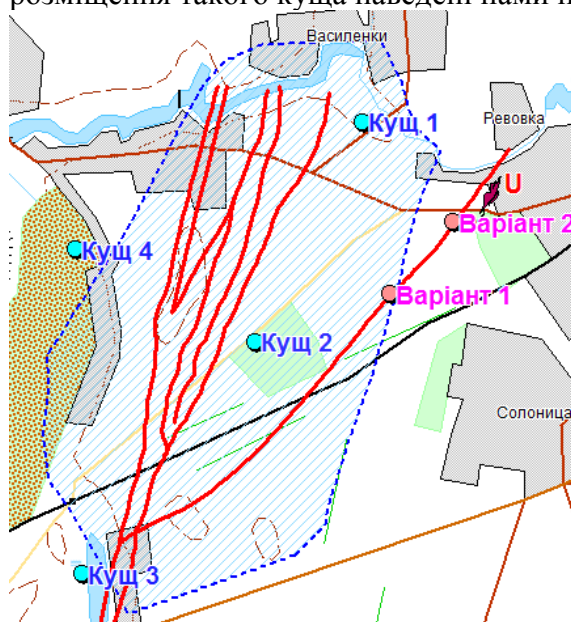 розміщення такого куща наведені нами
Василенки
Кущ 1
Ревовка
U
Варіант 2
Кущ 4
Варіант 1
Кущ 2
Солоница
Кущ 3